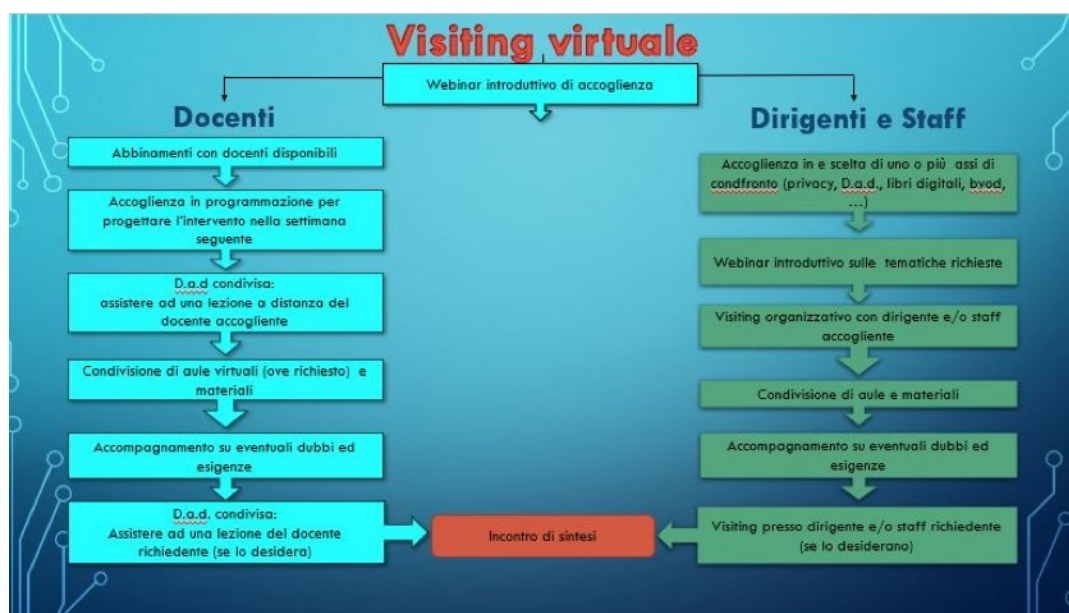 Visiting virtuale
Webinar introduttivo di accoglienza
Docenti
Abbinamenti con docenti disponibili
Accoglienza in programmazione per
progettare l'intervento nella settimana
seguente
D.a.d condivisa:
assistere ad una lezione a distanza del
docente accogliente
Condivisione di aule virtuali (ove richiesto) e
materiali
Accompagnamento su eventuali dubbi ed
esigenze
D.a.d. condivisa:
Assistere ad una lezione del docente
richiedente (se lo desidera)
Dirigenti e Staff
Accoglienza in e scelta di uno o più assi di
condfronto (privacy, D.a.d., libri digitali, byod,
...)
Webinar introduttivo sulle tematiche richieste
Visiting organizzativo con dirigente e/o staff
accogliente
Condivisione di aule e materiali
Accompagnamento su eventuali dubbi ed
esigenze
Visiting presso dirigente e/o staff richiedente
(se lo desiderano)
Incontro di sintesi